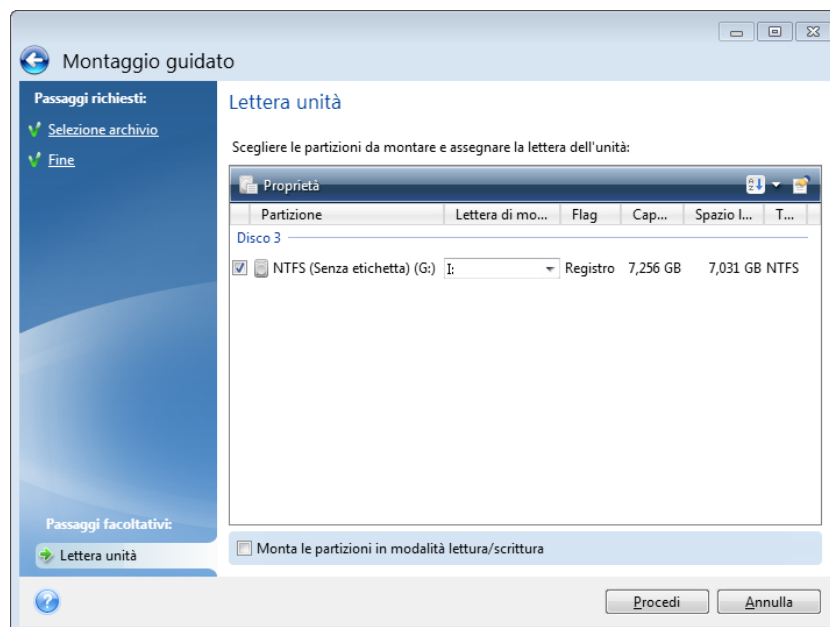 Montaggio guidato
Passaggi richiesti:
Selezione archivio
Fine
Lettera unità
Scegliere le partizioni da montare e assegnare la lettera dell'unità:
Proprietà
Partizione Lettera di mo... Flag Cap... Spazio l... T...
Disco 3
NTFS (Senza etichetta) (G:) I: Registro 7,256 GB 7,031 GB NTFS
Passaggi facoltativi:
Lettera unità
Monta le partizioni in modalità lettura/scrittura
Procedi Annulla